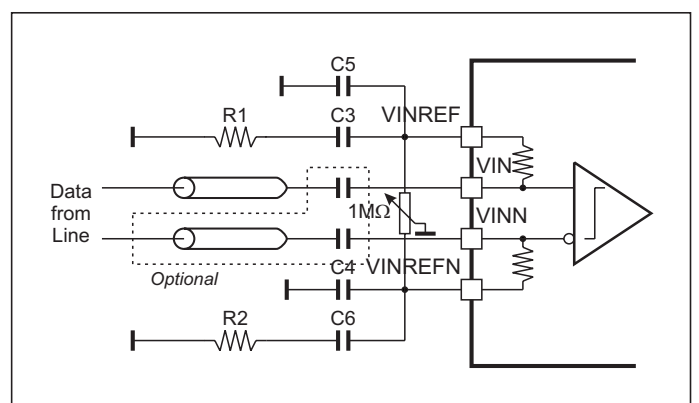 C5
R1
C3
VINREF
VIN
Data
from
Line
1MΩ
VINN
Optional
C4
VINREFN
R2
C6